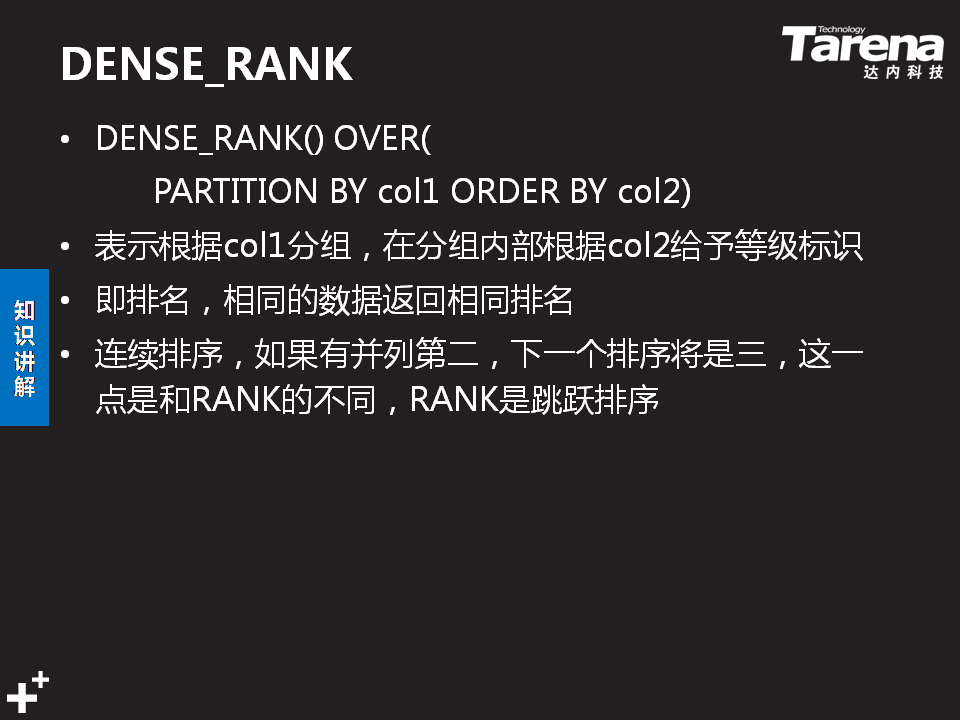 DENSE_RANK
Technology
Tarena
达内科技
• DENSE_RANK() OVER(
PARTITION BY col1 ORDER BY col2)
• 表示根据col1分组，在分组内部根据col2给予等级标识
• 即排名，相同的数据返回相同排名
• 连续排序，如果有并列第二，下一个排序将是三，这一
点是和RANK的不同，RANK是跳跃排序
知识讲解